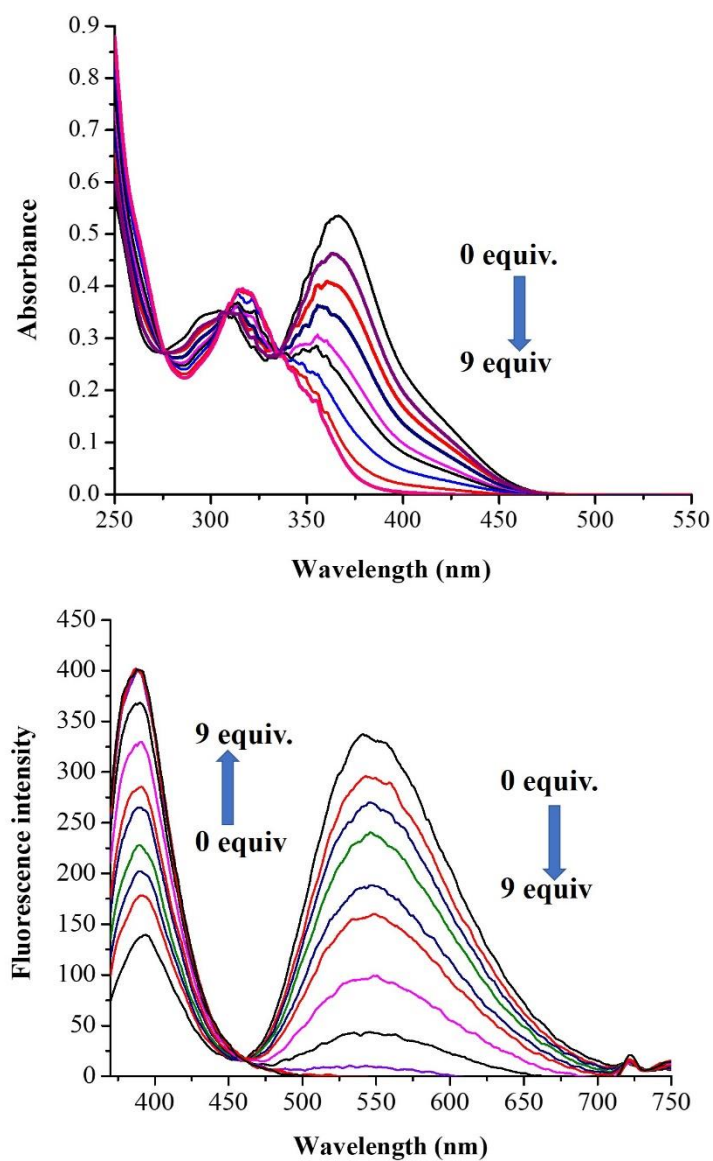 0.9
0.8
0.7
0.6
0.5
0.4
0.3
0.2
0.1
0.0
Absorbance
0 equiv.
9 equiv
250 300 350 400 450 500 550
Wavelength (nm)
450
400
350
300
250
200
150
100
50
0
Fluorescence intensity
9 equiv.
0 equiv
0 equiv.
9 equiv
400 450 500 550 600 650 700 750
Wavelength (nm)